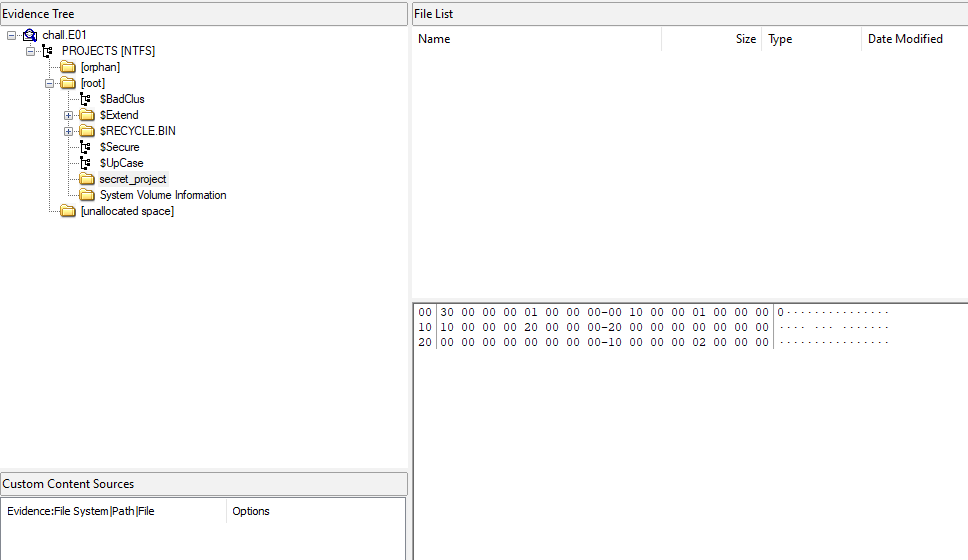 Evidence Tree
chall.E01
PROJECTS [NTFS]
[orphan]
[root]
$BadClus
$Extend
$RECYCLE.BIN
$Secure
$UpCase
secret_project
System Volume Information
[unallocated space]
Custom Content Sources
Evidence:File System|Path|File Options
File List
Name Size Type Date Modified
00 30 00 00 00 01 00 00 00-00 10 00 00 01 00 00 00 0···············
10 10 00 00 00 20 00 00 00-20 00 00 00 00 00 00 00 ···· ··· ·······
20 00 00 00 00 00 00 00 00-10 00 00 00 02 00 00 00 ················